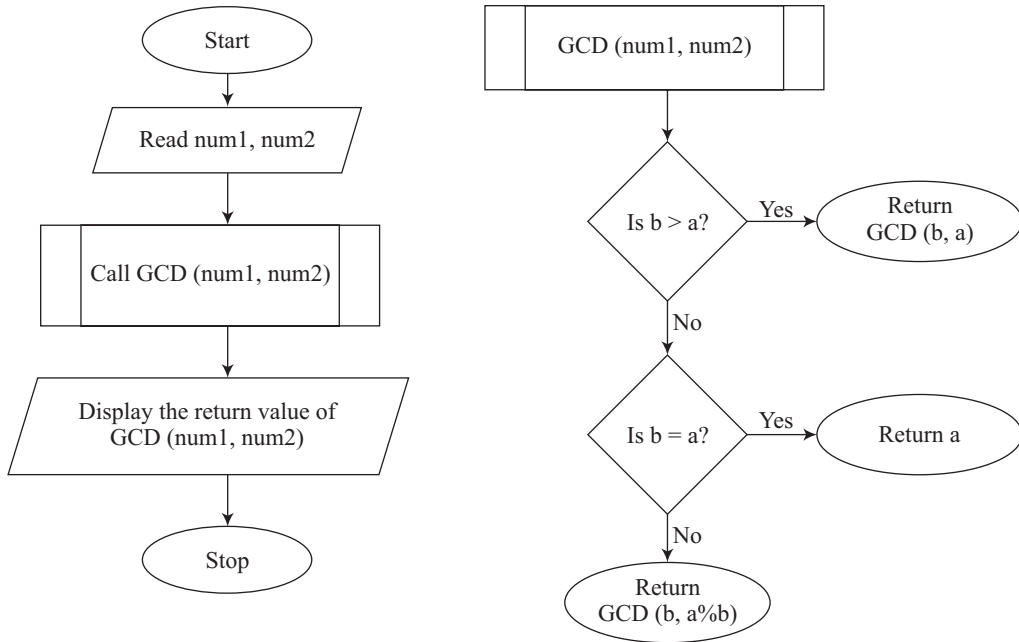 Start
Read num1, num2
Call GCD (num1, num2)
Display the return value of
GCD (num1, num2)
Stop
GCD (num1, num2)
Is b > a?
Yes
Return
GCD (b, a)
No
Is b = a?
Yes
Return a
No
Return
GCD (b, a%b)